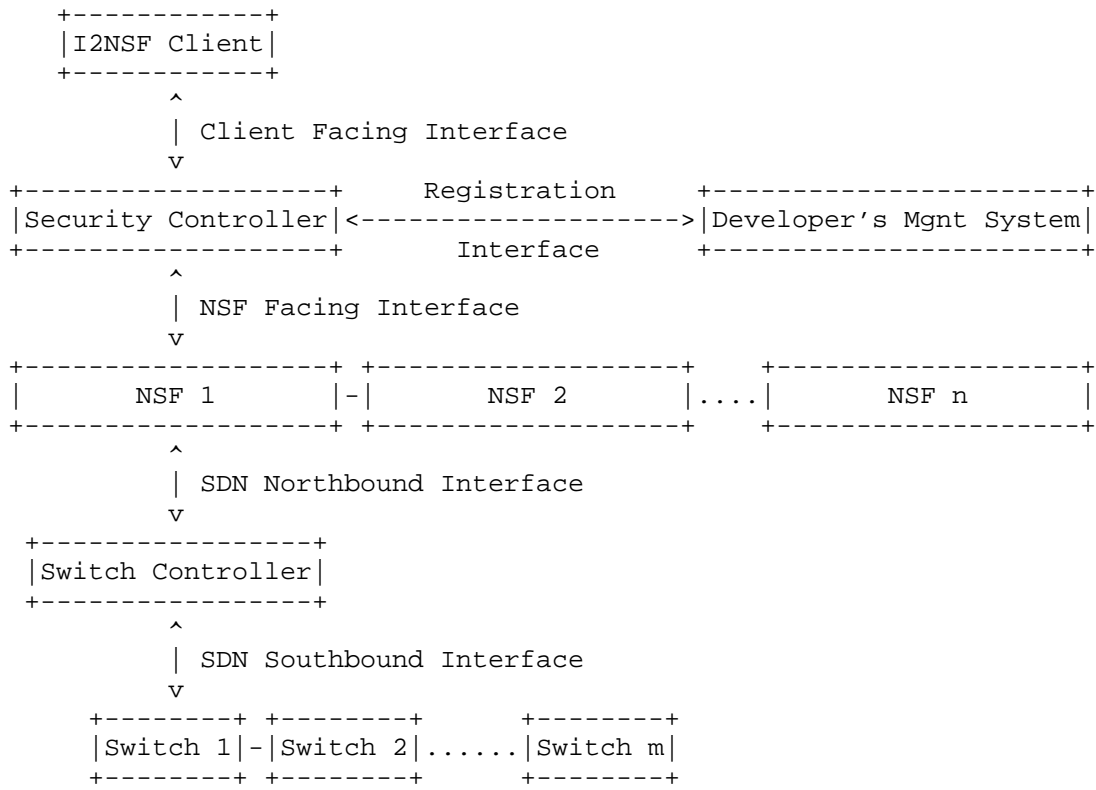 I2NSF Client
Client Facing Interface
Registration
Security Controller
Developer's Mgnt System
Interface
NSF Facing Interface
NSF 1 - NSF 2 .... NSF n
SDN Northbound Interface
Switch Controller
SDN Southbound Interface
Switch 1 - Switch 2 ...... Switch m